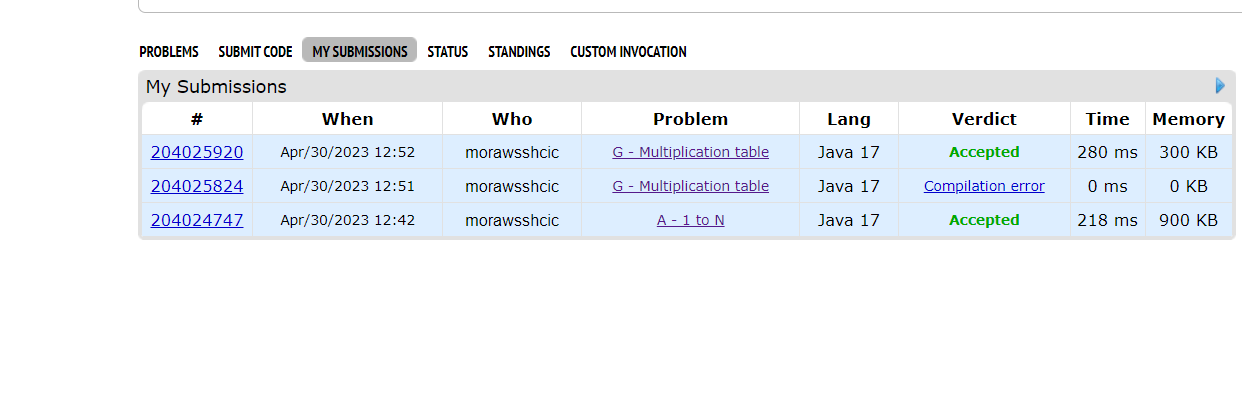 PROBLEMS SUBMIT CODE MY SUBMISSIONS STATUS STANDINGS CUSTOM INVOCATION
My Submissions
# When Who Problem Lang Verdict Time Memory
204025920 Apr/30/2023 12:52 morawsshcic G - Multiplication table Java 17 Accepted 280 ms 300 KB
204025824 Apr/30/2023 12:51 morawsshcic G - Multiplication table Java 17 Compilation error 0 ms 0 KB
204024747 Apr/30/2023 12:42 morawsshcic A - 1 to N Java 17 Accepted 218 ms 900 KB